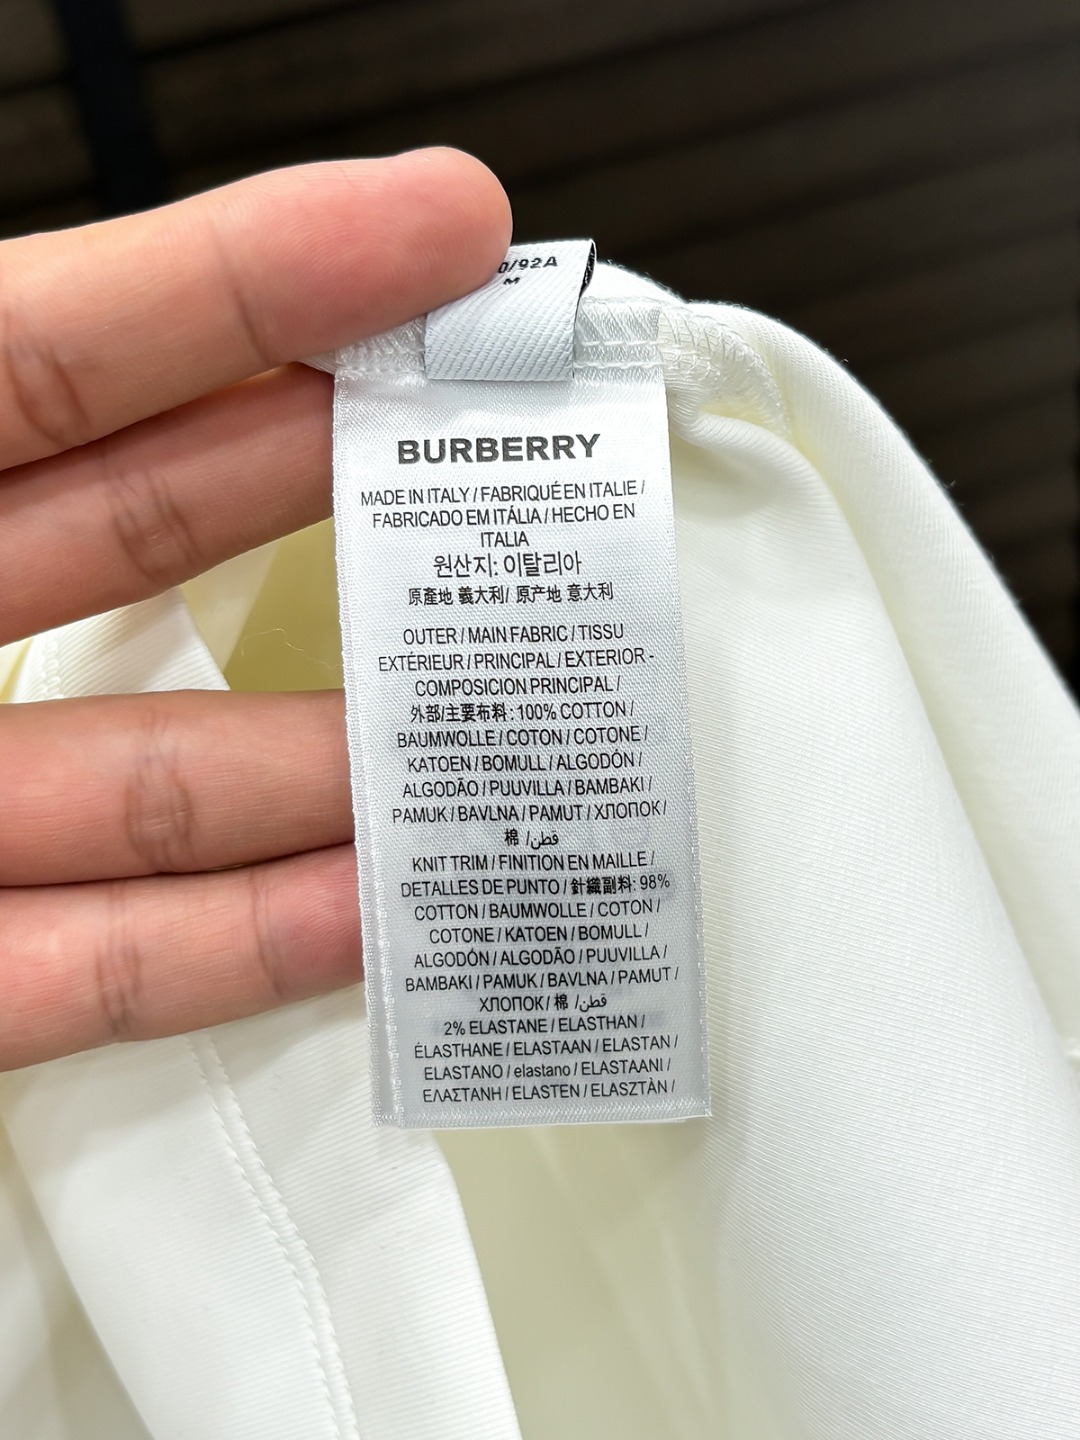 0/92A
M
BURBERRY
MADE IN ITALY / FABRIQUÉ EN ITALIE /
FABRICADO EM ITÁLIA / HECHO EN
ITALIA
원산지: 이탈리아
原產地 義大利/ 原产地 意大利
OUTER / MAIN FABRIC / TISSU
EXTÉRIEUR / PRINCIPAL / EXTERIOR -
COMPOSICION PRINCIPAL /
外部/主要布料: 100% COTTON /
BAUMWOLLE / COTON / COTONE /
KATOEN / BOMULL / ALGODÓN /
ALGODÃO / PUUVILLA / BAMBAKI /
PAMUK / BAVLNA / PAMUT / ХЛОПОК /
棉 /قطن
KNIT TRIM / FINITION EN MAILLE /
DETALLES DE PUNTO / 針織副料: 98%
COTTON / BAUMWOLLE / COTON /
COTONE / KATOEN / BOMULL /
ALGODÓN / ALGODÃO / PUUVILLA /
BAMBAKI / PAMUK / BAVLNA / PAMUT /
ХЛОПОК / 棉 /قطن
2% ELASTANE / ELASTHAN /
ÉLASTHANE / ELASTAAN / ELASTAN /
ELASTANO / elastano / ELASTAANI /
ΕΛΑΣΤΑΝΗ / ELASTEN / ELASZTÀN /